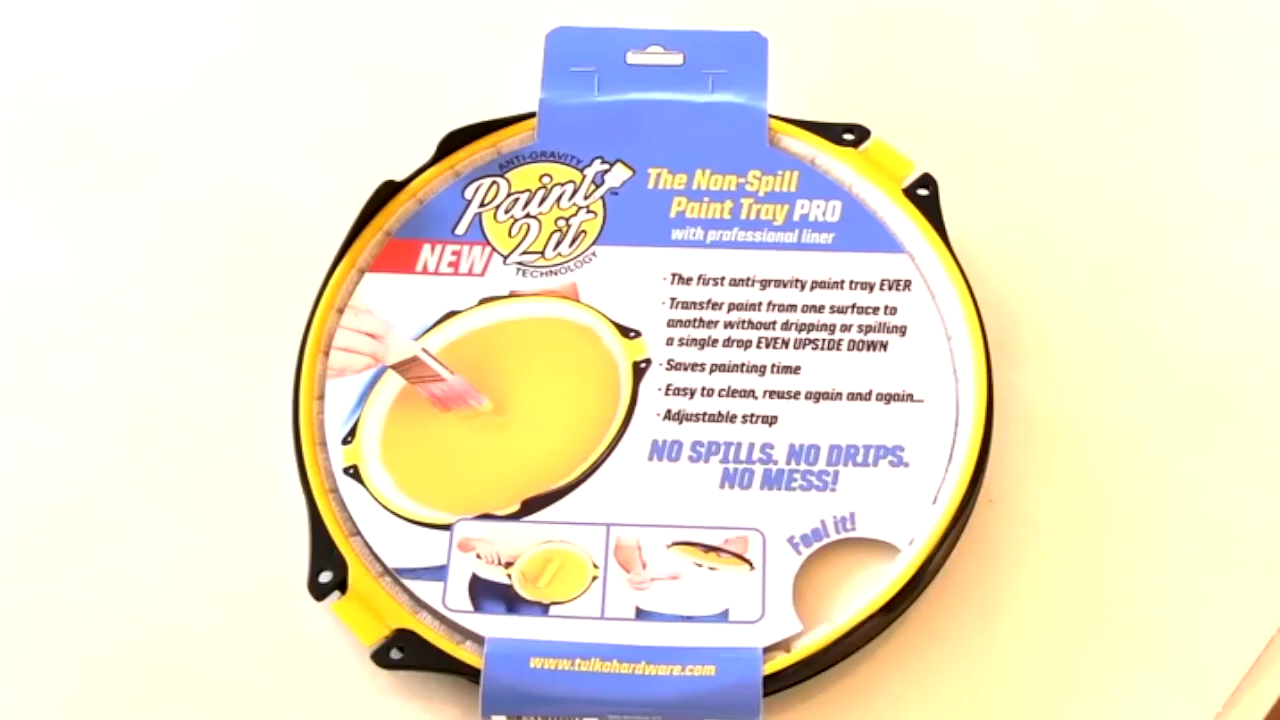 ANTI-GRAVITY
Paint
2it
TECHNOLOGY
NEW
The Non-Spill
Paint Tray PRO
with professional liner
· The first anti-gravity paint tray EVER
· Transfer paint from one surface to
another without dripping or spilling
a single drop EVEN UPSIDE DOWN
· Saves painting time
· Easy to clean, reuse again and again...
· Adjustable strap
NO SPILLS. NO DRIPS.
NO MESS!
Feel it!
www.tulkohardware.com